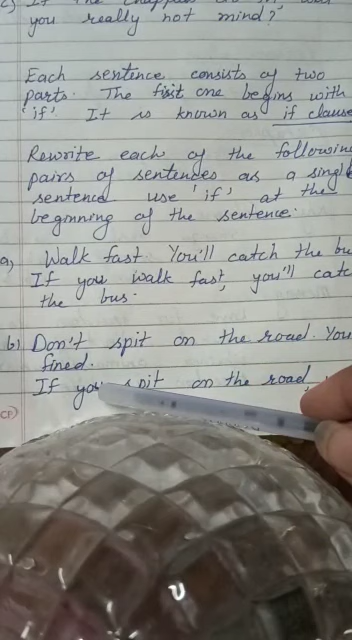 you really not mind?'
Each sentence consists of two
parts. The first one begins with
'if' It is known as if clause
Rewrite each of the following
pairs of sentences as a single
sentence use 'if' at the
beginning of the sentence.
a) Walk fast You'll catch the bu
If you walk fast, you'll catc
the bus.
b) Don't spit on the road. You
fined.
If you spit on the road,